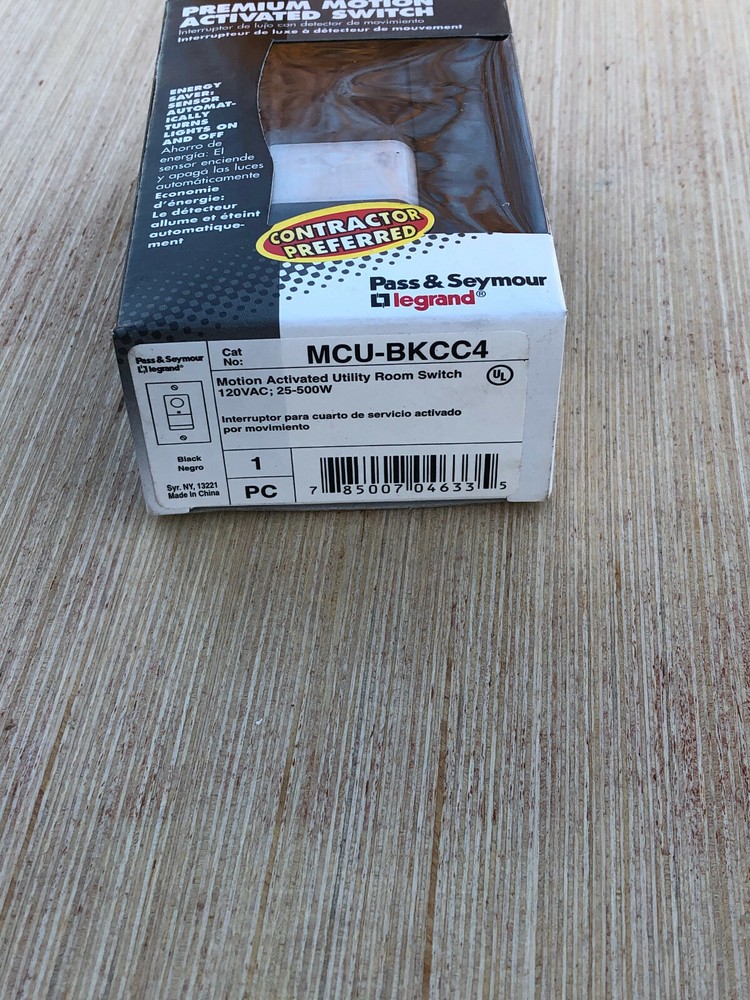 PREMIUM MOTION
ACTIVATED SWITCH
Interruptor de lujo con detector de movimiento
Interrupteur de luxe à détecteur de mouvement
ENERGY
SAVER:
SENSOR
AUTOMAT-
ICALLY
TURNS
LIGHTS ON
AND OFF
Ahorro de
energía: El
sensor enciende
y apagá las luces
automáticamente
Economie
d'énergie:
Le détecteur
allume et éteint
automatique-
ment
CONTRACTOR
PREFERRED
Pass & Seymour
legrand®
Pass & Seymour
legrand®
Cat
No:
MCU-BKCC4
Motion Activated Utility Room Switch
120VAC; 25-500W
UL
Interruptor para cuarto de servicio activado
por movimiento
Black
Negro
Syr. NY, 13221
Made in China
1
PC
7 85007 04633 5